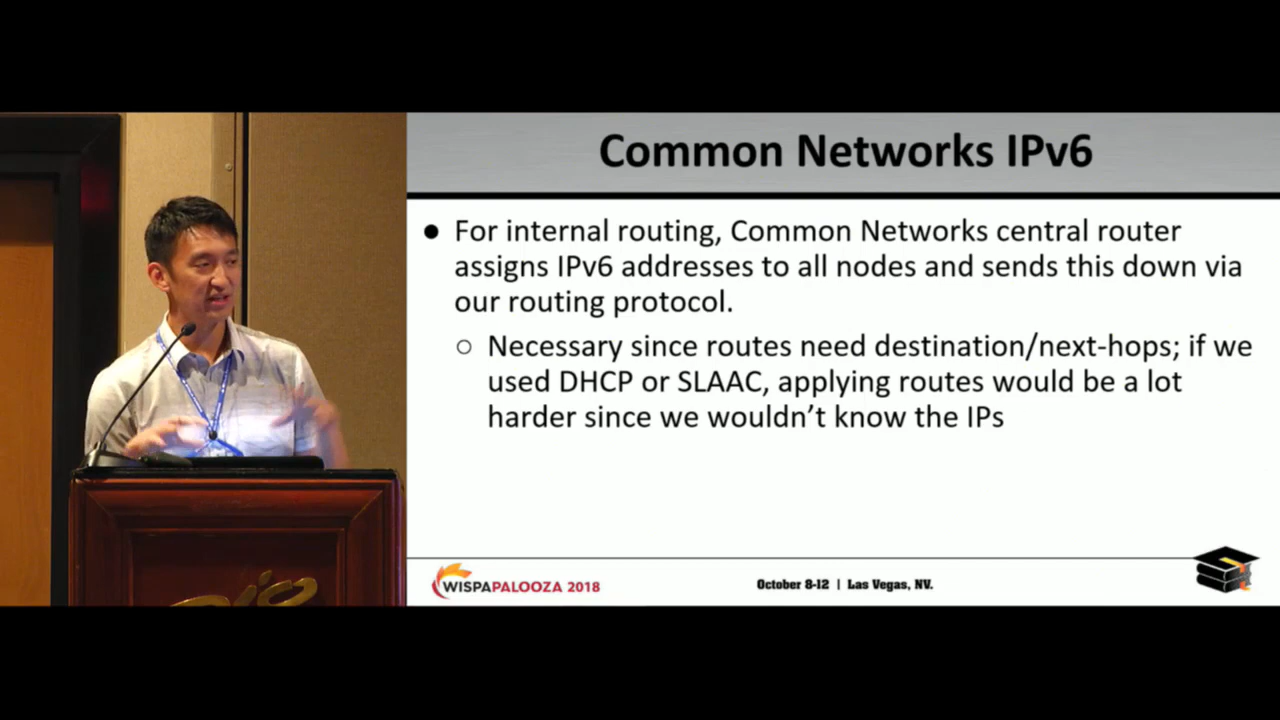 Common Networks IPv6
● For internal routing, Common Networks central router
assigns IPv6 addresses to all nodes and sends this down via
our routing protocol.
○ Necessary since routes need destination/next-hops; if we
used DHCP or SLAAC, applying routes would be a lot
harder since we wouldn't know the IPs
WISPAPALOOZA 2018
October 8-12 | Las Vegas, NV.